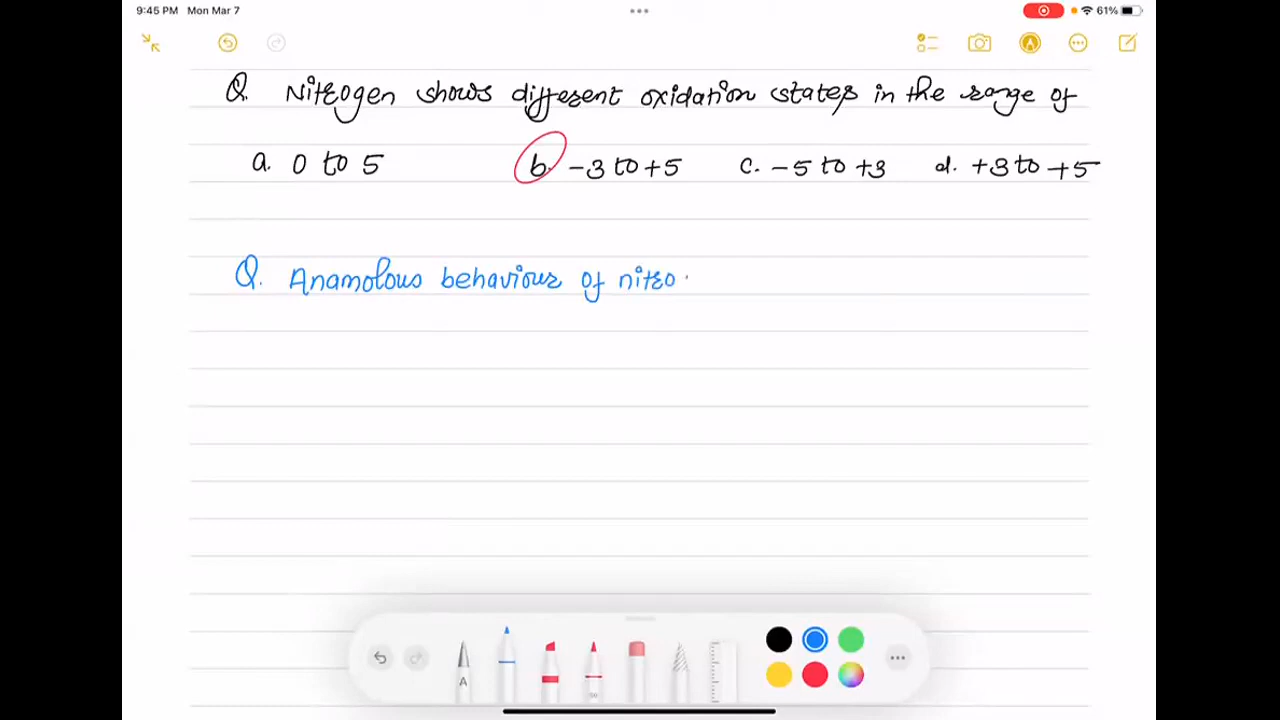 9:45 PM Mon Mar 7
61%
Q. Nitrogen shows different oxidation states in the range of
a. 0 to 5 b. -3 to +5 c. -5 to +3 d. +3 to +5
Q. Anamolous behaviour of nitro
A
50